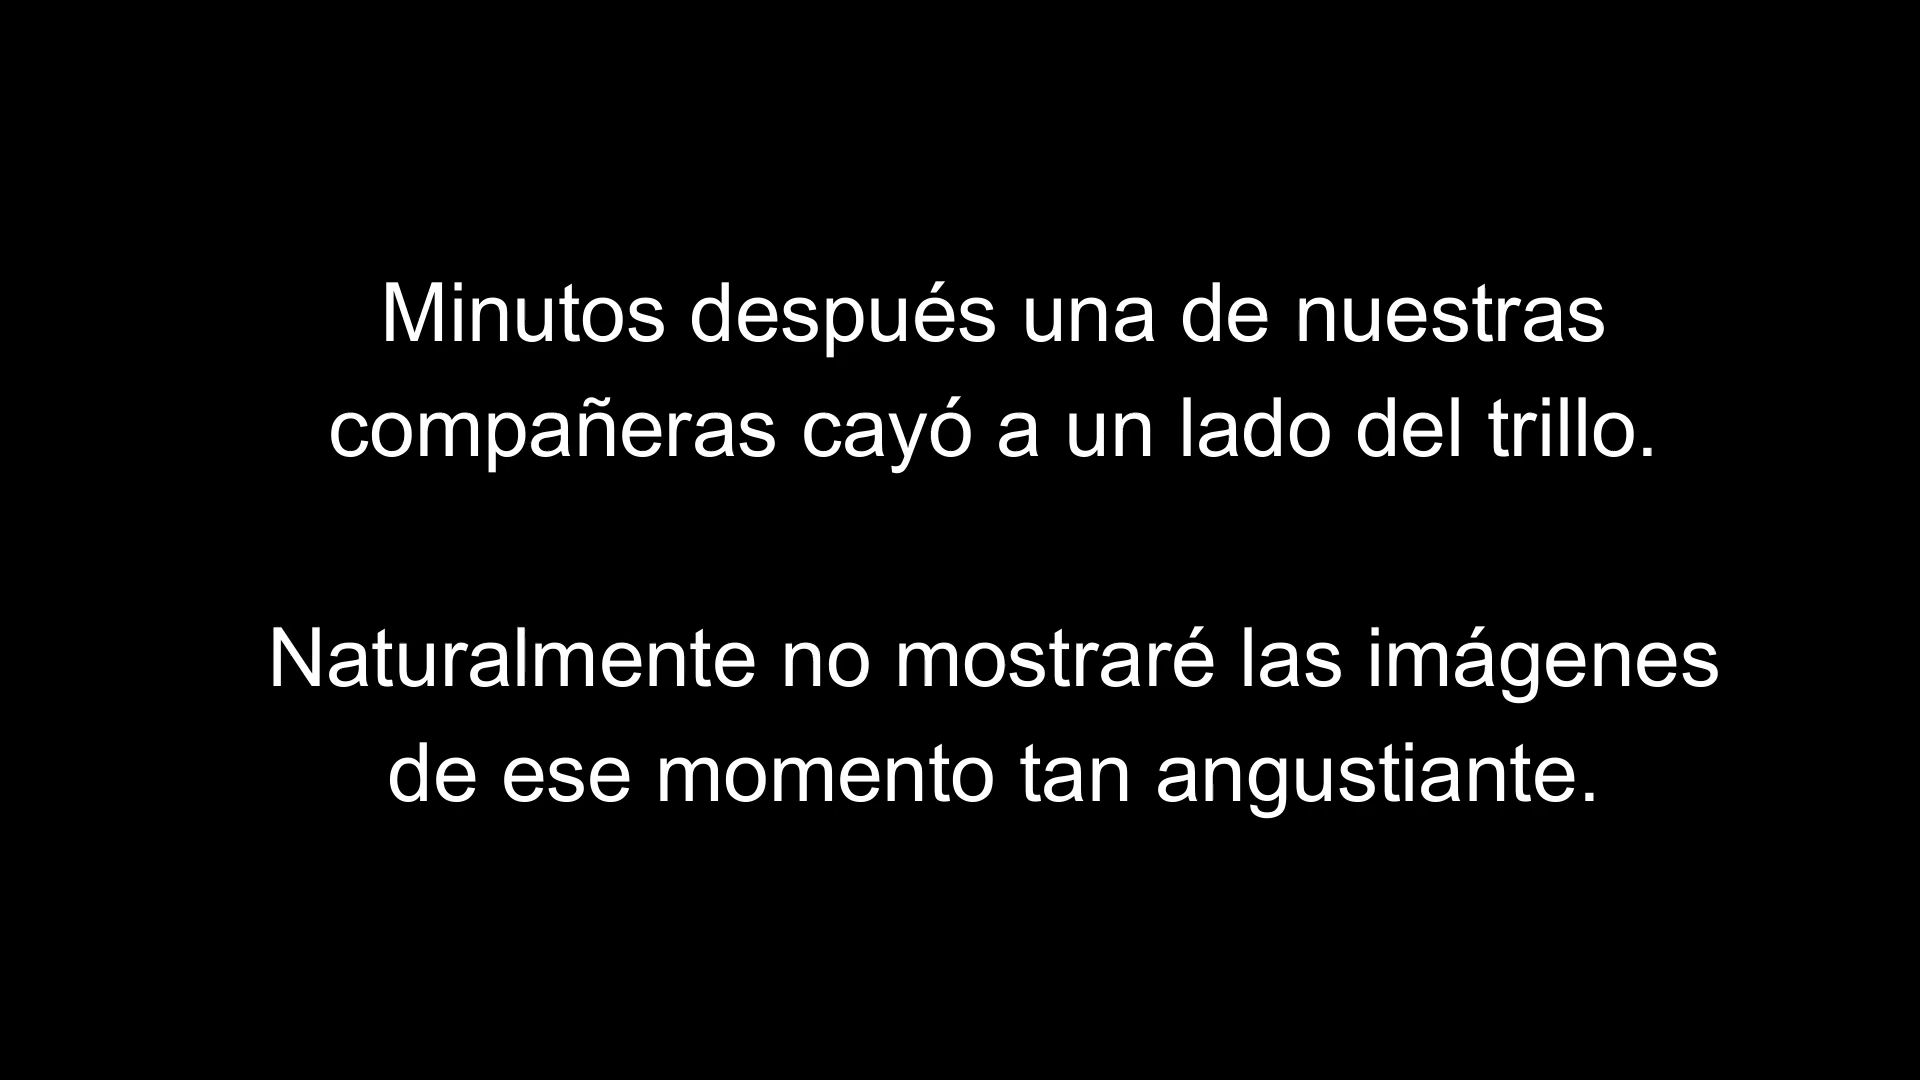 Minutos después una de nuestras
compañeras cayó a un lado del trillo.
Naturalmente no mostraré las imágenes
de ese momento tan angustiante.